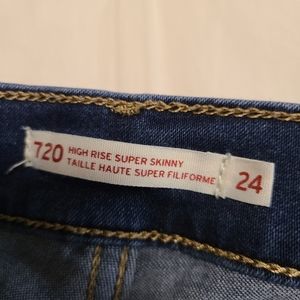 720 HIGH RISE SUPER SKINNY
TAILLE HAUTE SUPER FILIFORME
24